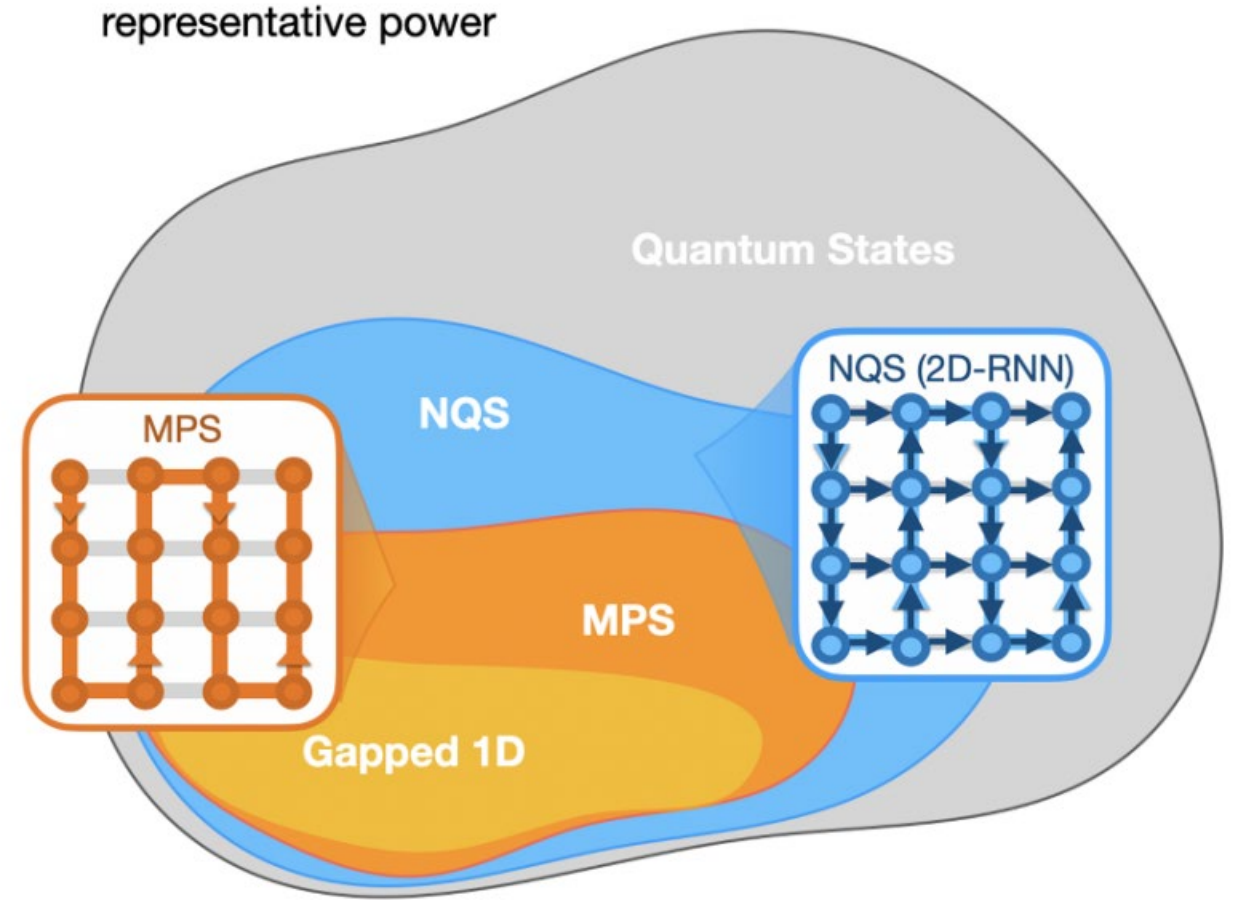 representative power
Quantum States
NQS (2D-RNN)
NQS
MPS
MPS
Gapped 1D